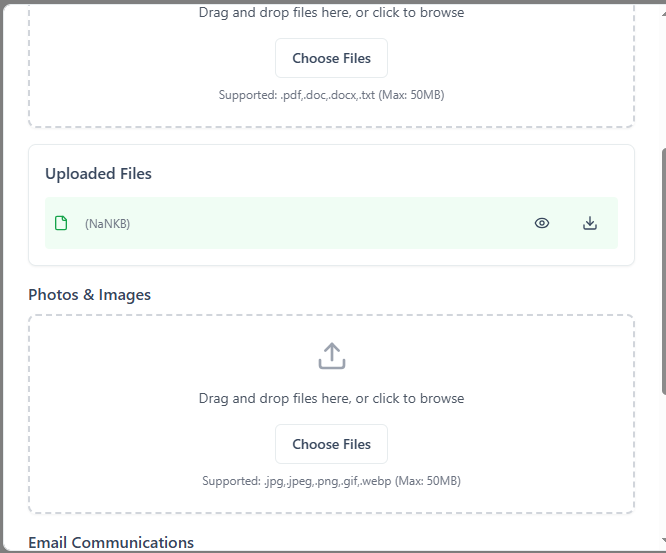 Drag and drop files here, or click to browse
Choose Files
Supported: .pdf,.doc,.docx,.txt (Max: 50MB)
Uploaded Files
(NaNKB)
Photos & Images
Drag and drop files here, or click to browse
Choose Files
Supported: .jpg,.jpeg,.png,.gif,.webp (Max: 50MB)
Email Communications